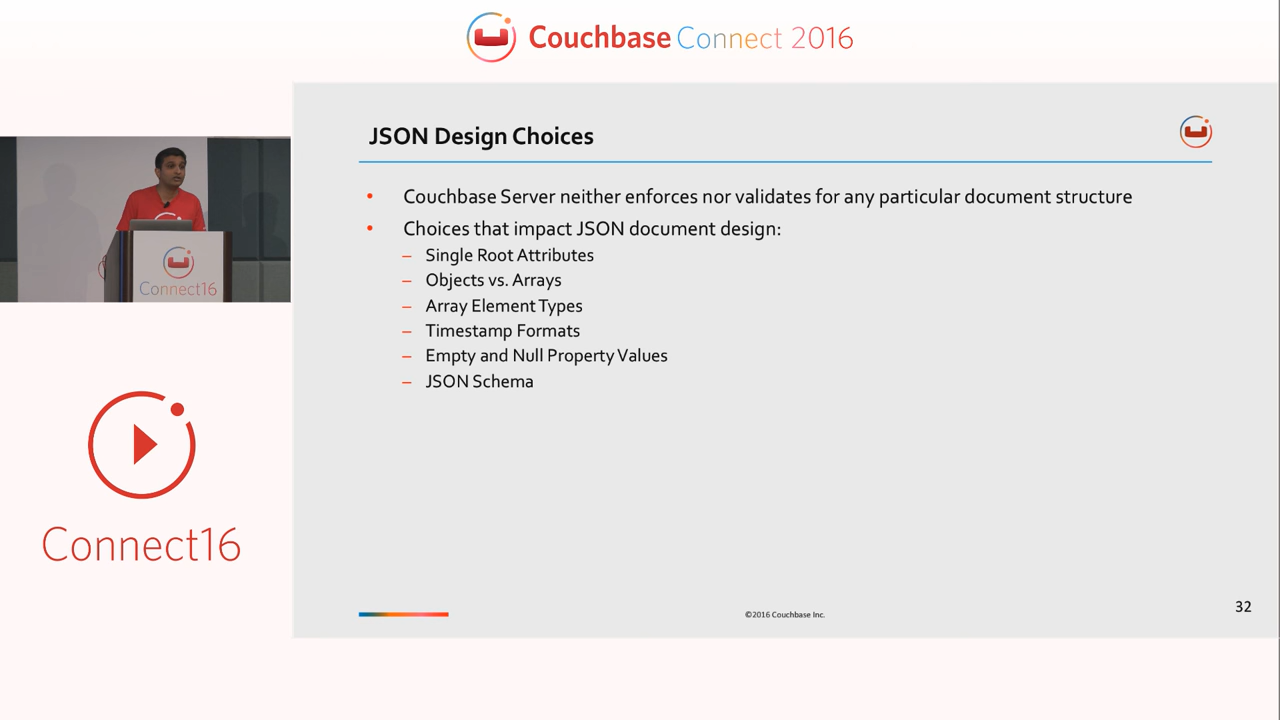 Couchbase Connect 2016
JSON Design Choices
• Couchbase Server neither enforces nor validates for any particular document structure
• Choices that impact JSON document design:
– Single Root Attributes
– Objects vs. Arrays
– Array Element Types
– Timestamp Formats
– Empty and Null Property Values
– JSON Schema
Connect16
Connect16
©2016 Couchbase Inc.
32